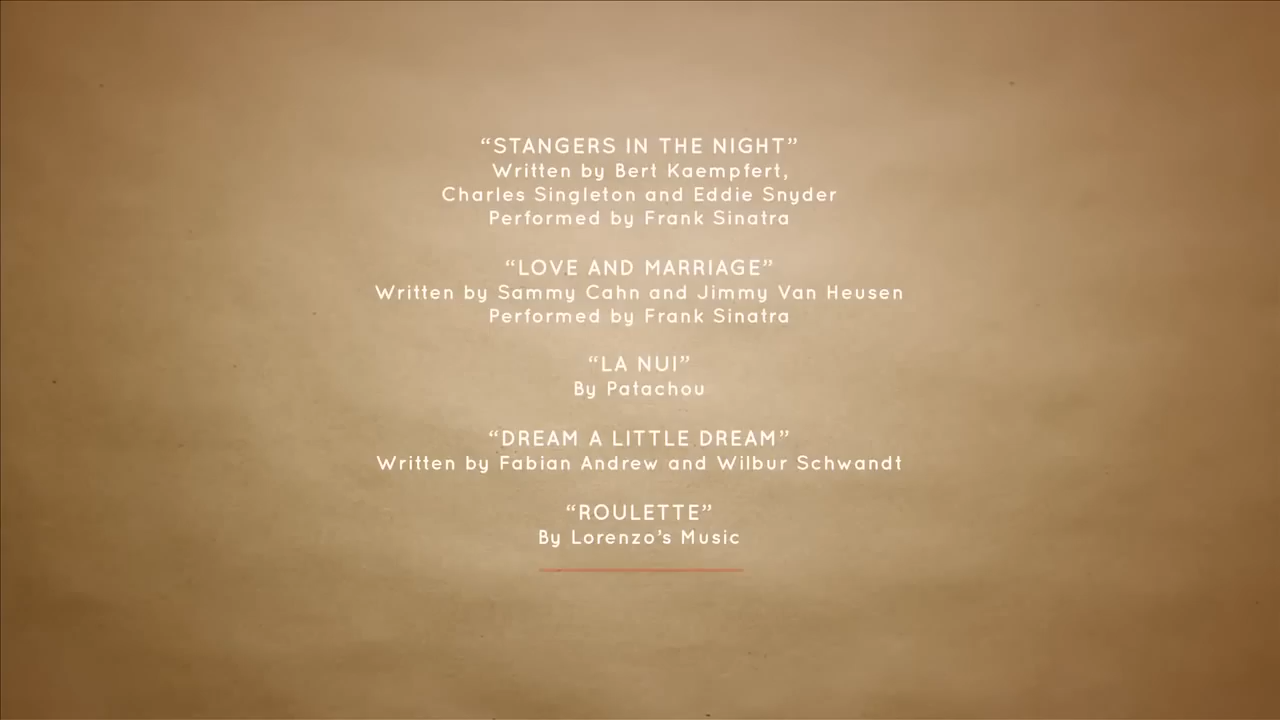 “STANGERS IN THE NIGHT”
Written by Bert Kaempfert,
Charles Singleton and Eddie Snyder
Performed by Frank Sinatra
“LOVE AND MARRIAGE”
Written by Sammy Cahn and Jimmy Van Heusen
Performed by Frank Sinatra
“LA NUI”
By Patachou
“DREAM A LITTLE DREAM”
Written by Fabian Andrew and Wilbur Schwandt
“ROULETTE”
By Lorenzo’s Music